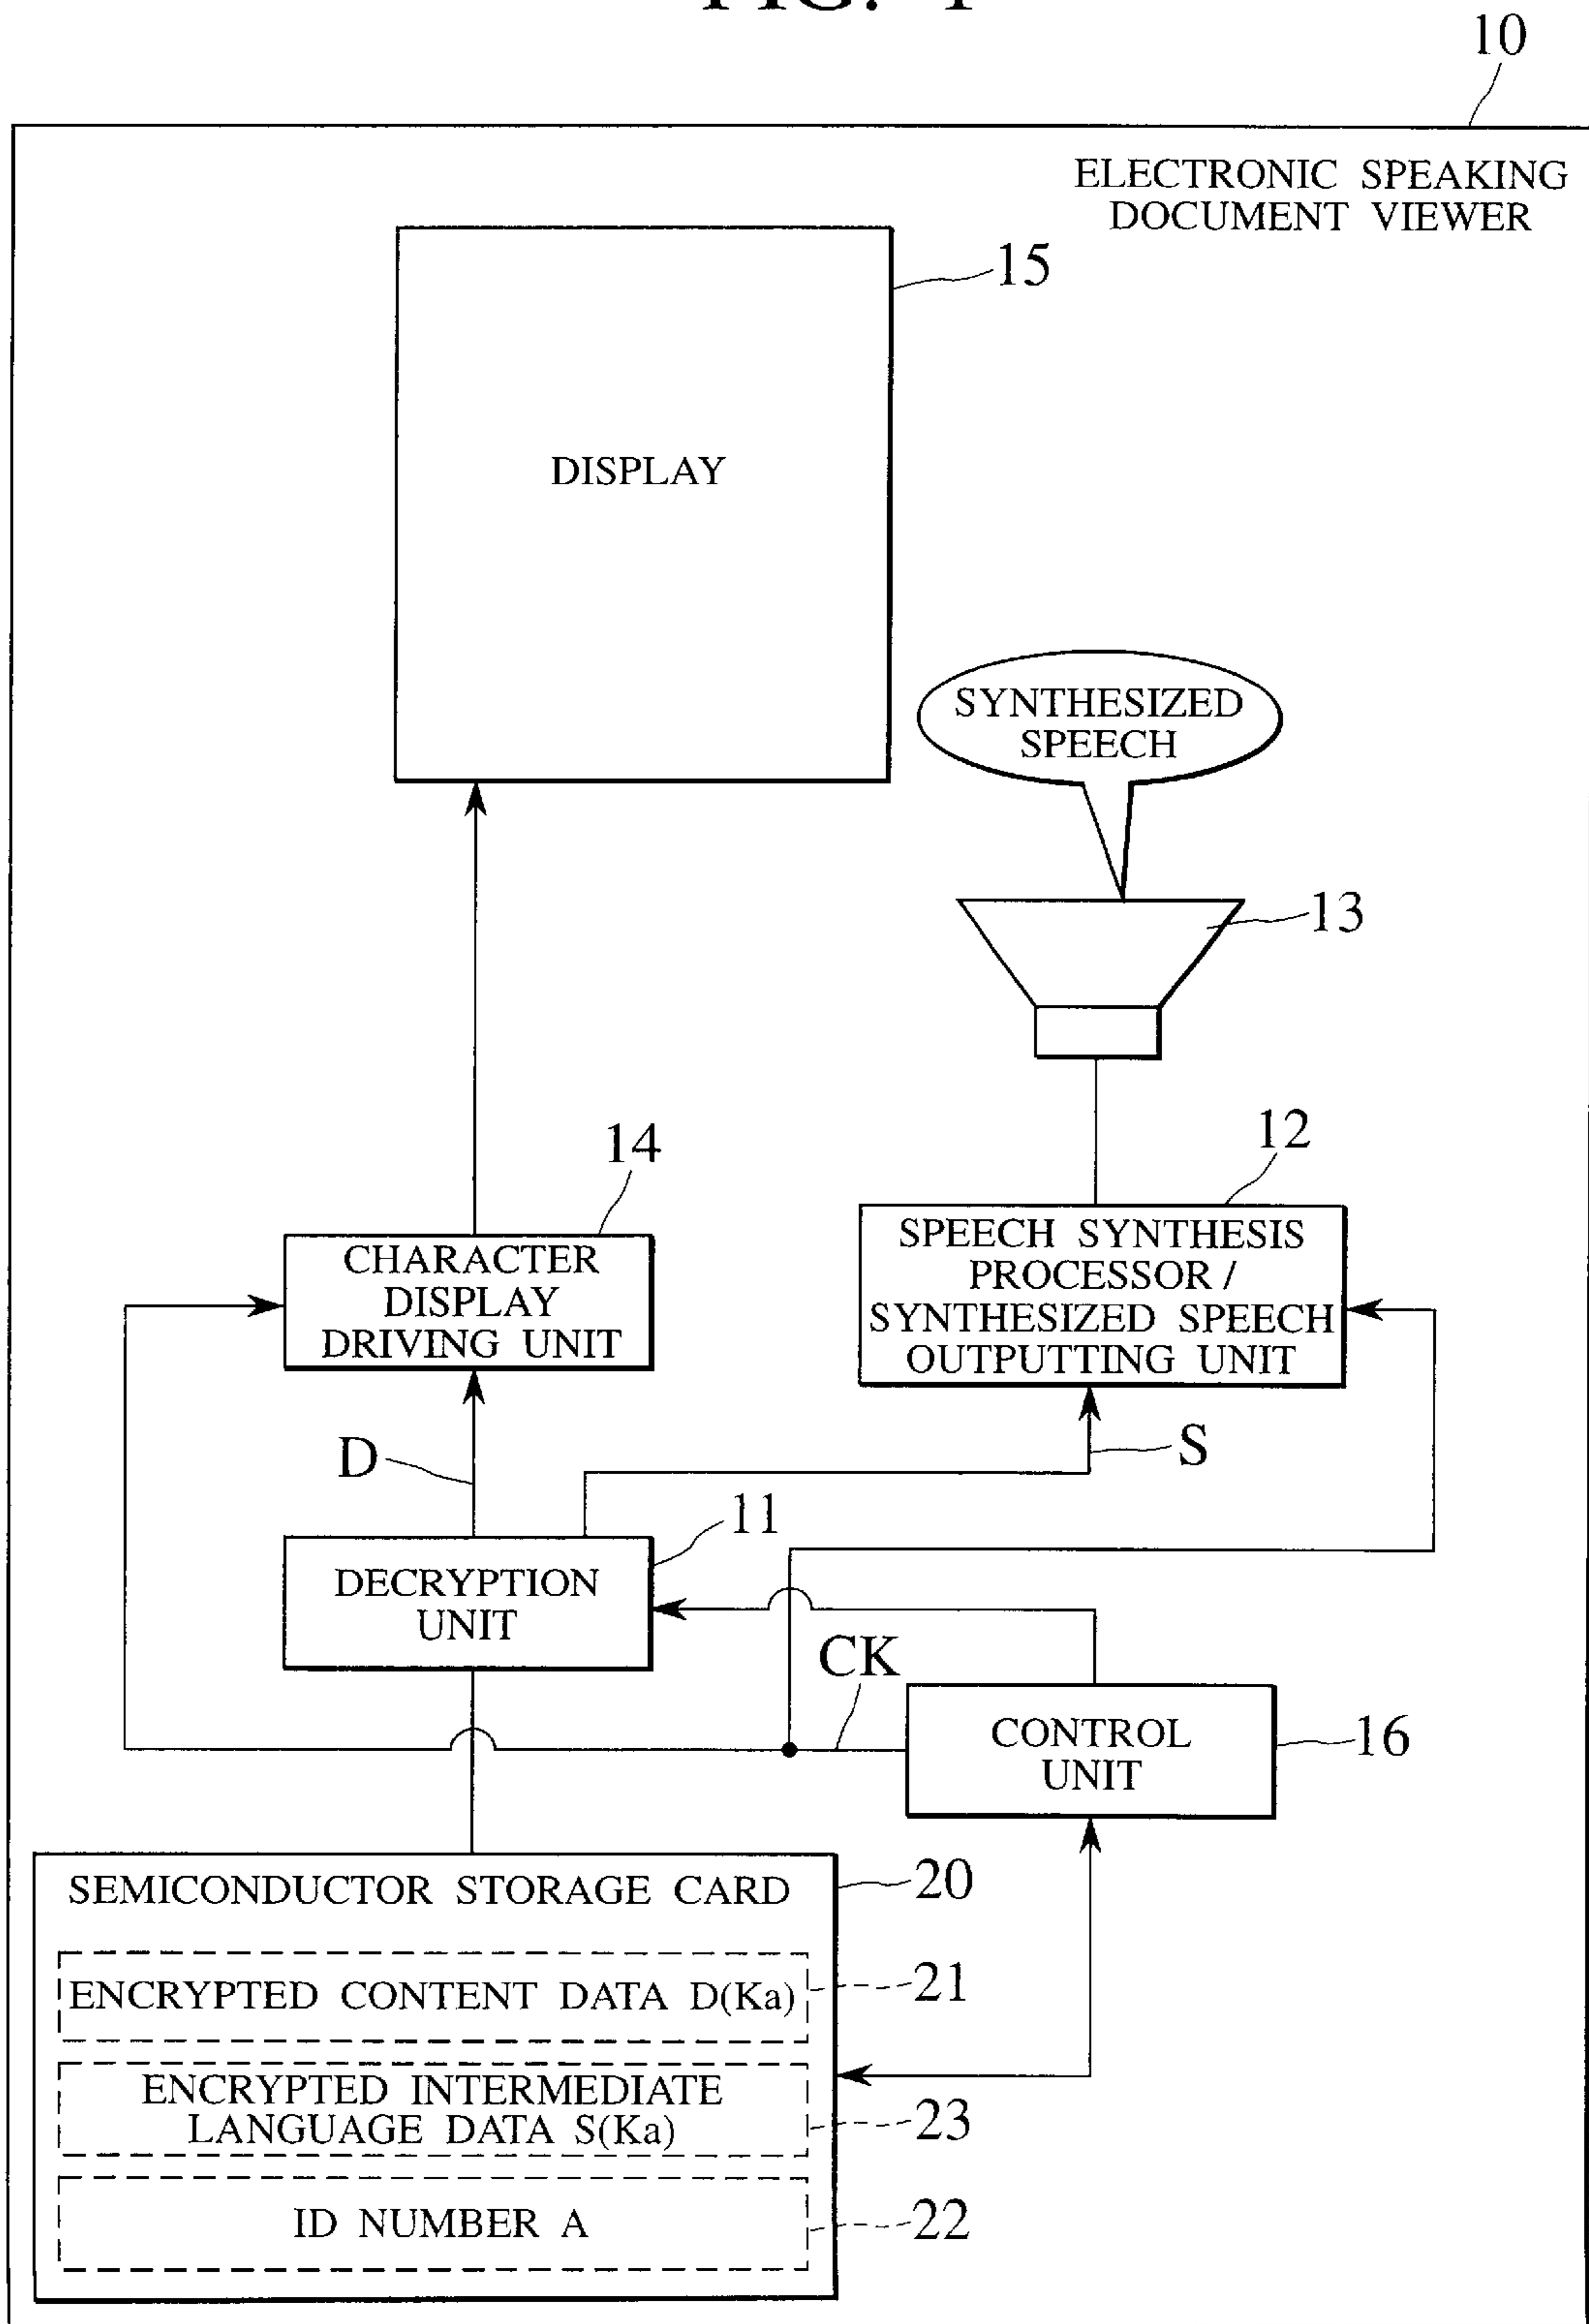 10
ELECTRONIC SPEAKING
DOCUMENT VIEWER
15
DISPLAY
SYNTHESIZED
SPEECH
13
14
12
CHARACTER
DISPLAY
DRIVING UNIT
SPEECH SYNTHESIS
PROCESSOR /
SYNTHESIZED SPEECH
OUTPUTTING UNIT
D
S
11
DECRYPTION
UNIT
CK
CONTROL
UNIT
16
SEMICONDUCTOR STORAGE CARD
20
ENCRYPTED CONTENT DATA D(Ka)
21
ENCRYPTED INTERMEDIATE
LANGUAGE DATA S(Ka)
23
ID NUMBER A
22